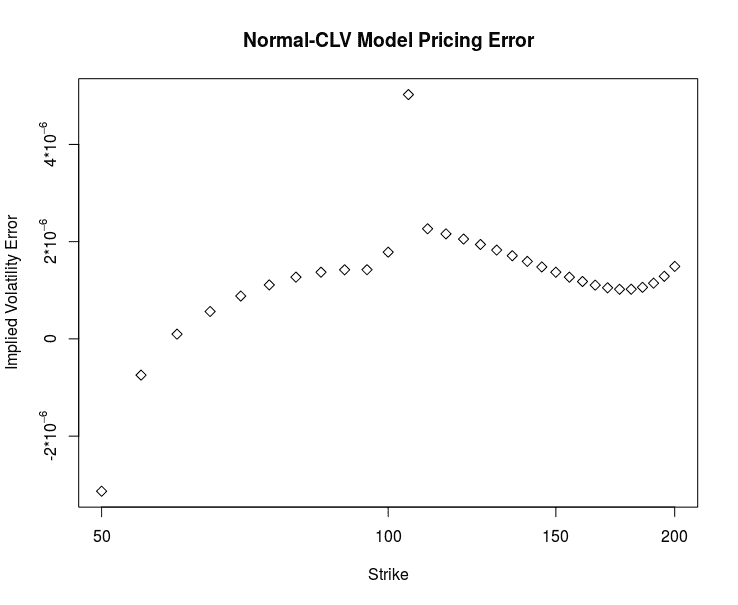 Normal-CLV Model Pricing Error
Implied Volatility Error
4*10⁻⁶
2*10⁻⁶
0
-2*10⁻⁶
50 100 150 200
Strike